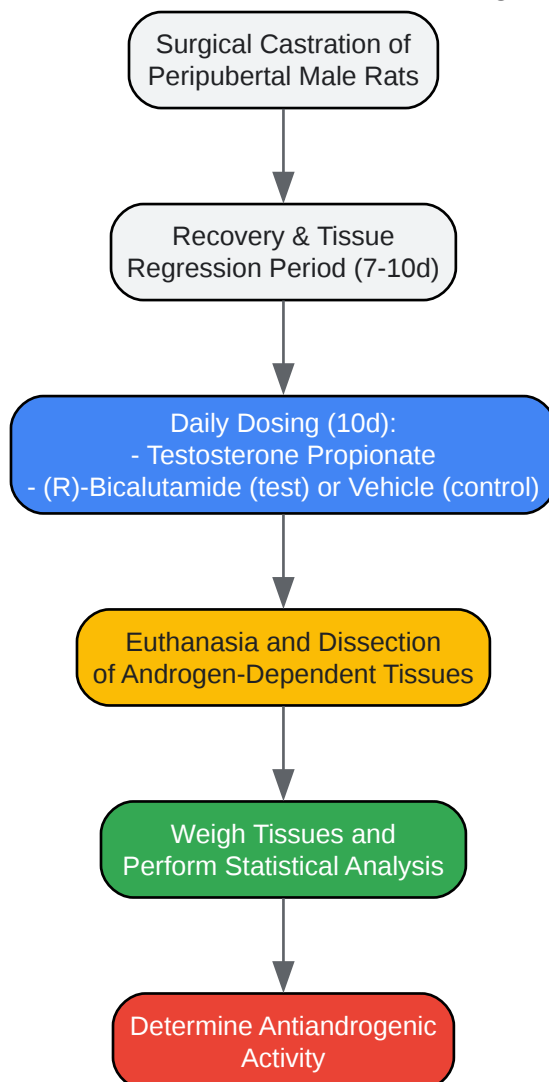 Surgical Castration of
Peripubertal Male Rats
Recovery & Tissue
Regression Period (7-10d)
Daily Dosing (10d):
- Testosterone Propionate
- (R)-Bicalutamide (test) or Vehicle (control)
Euthanasia and Dissection
of Androgen-Dependent Tissues
Weigh Tissues and
Perform Statistical Analysis
Determine Antiandrogenic
Activity